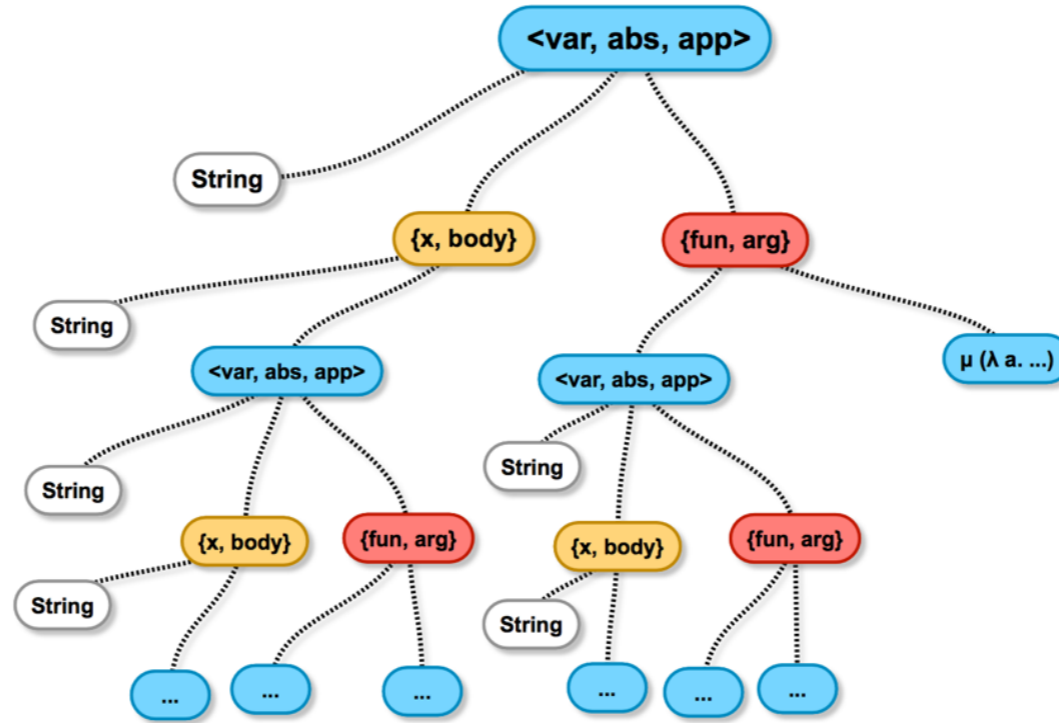 <var, abs, app>
String
{x, body}
{fun, arg}
String
μ (λ a. ...)
<var, abs, app>
<var, abs, app>
String
String
{x, body}
{fun, arg}
{x, body}
{fun, arg}
String
String
...
...
...
...
...
...